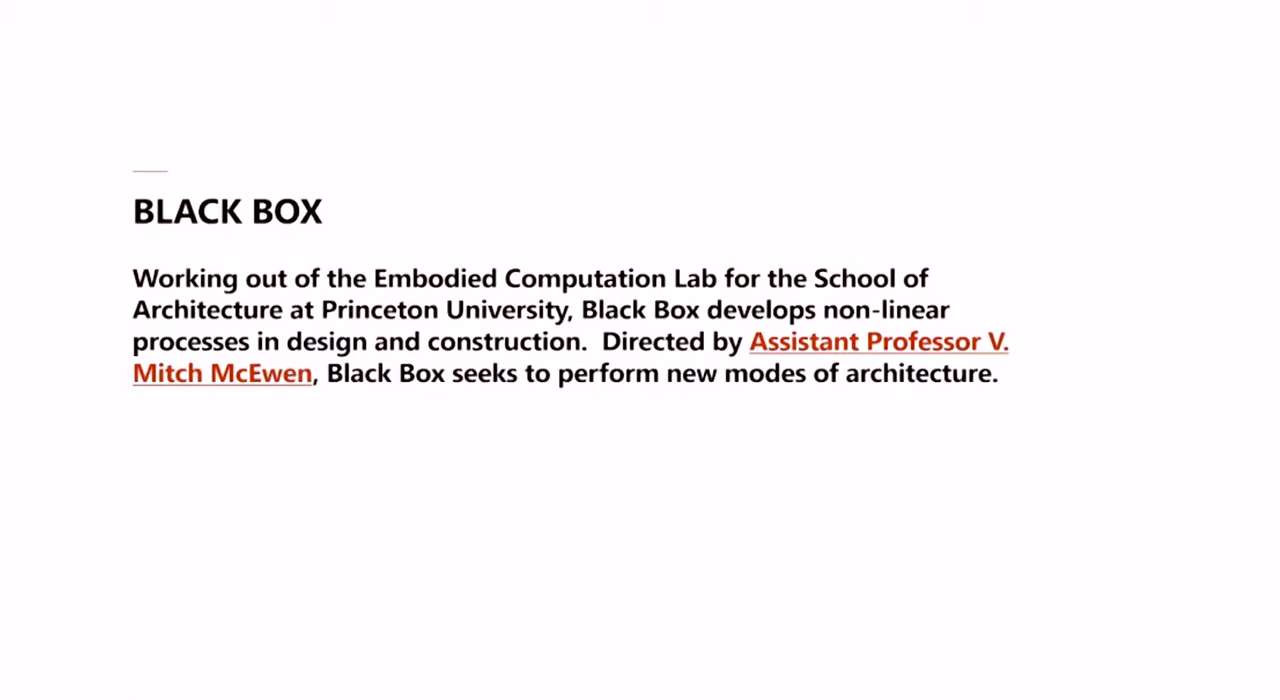 BLACK BOX
Working out of the Embodied Computation Lab for the School of
Architecture at Princeton University, Black Box develops non-linear
processes in design and construction.  Directed by Assistant Professor V.
Mitch McEwen, Black Box seeks to perform new modes of architecture.